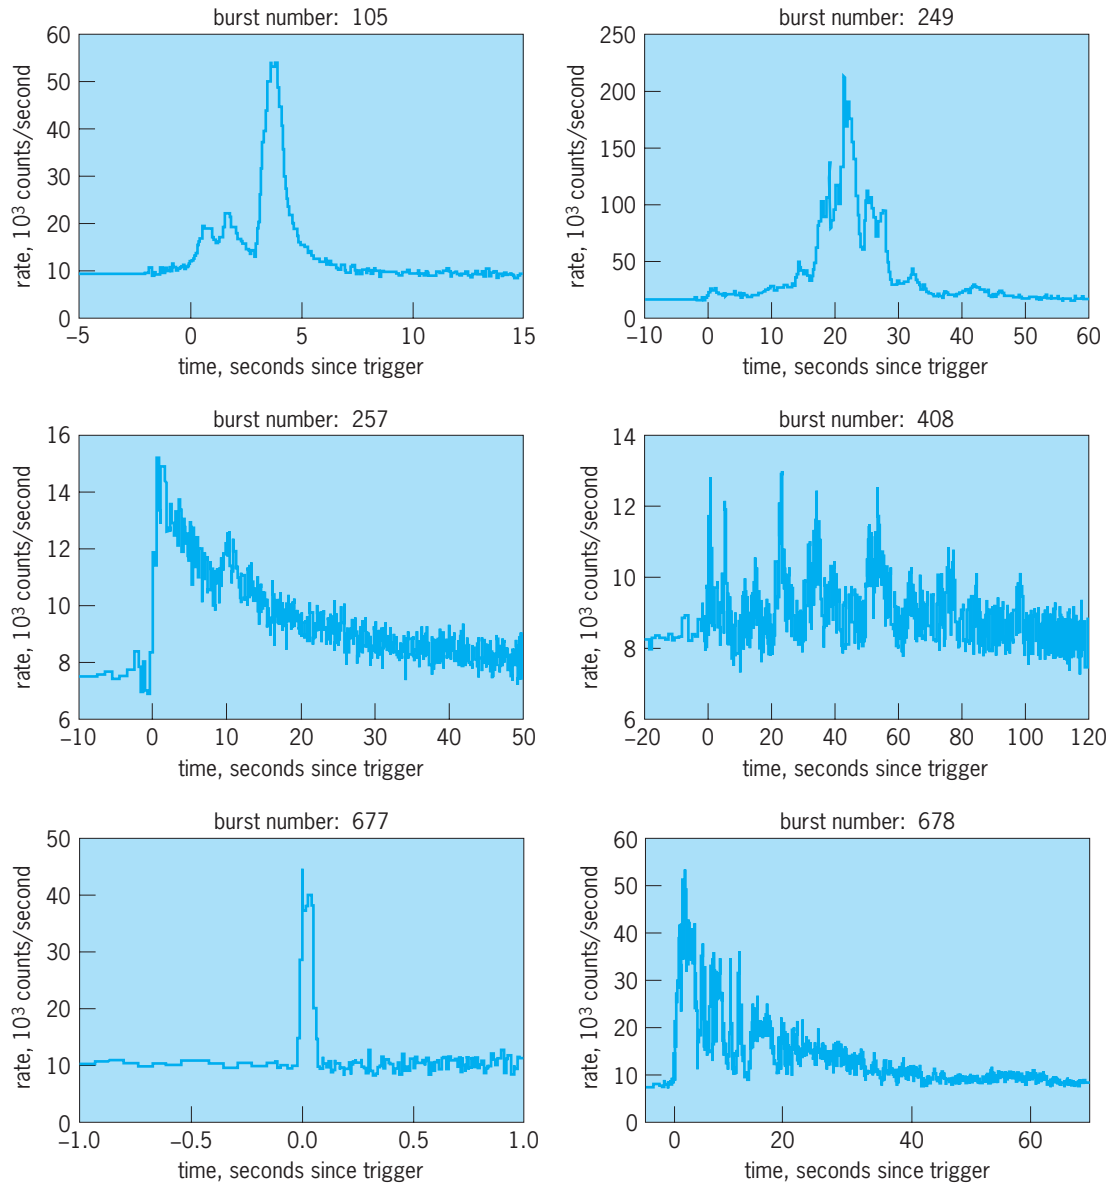 burst number: 105
60
50
40
30
20
10
0
rate, 10³ counts/second
–5 0 5 10 15
time, seconds since trigger
burst number: 249
250
200
150
100
50
0
rate, 10³ counts/second
–10 0 10 20 30 40 50 60
time, seconds since trigger
burst number: 257
16
14
12
10
8
6
rate, 10³ counts/second
–10 0 10 20 30 40 50
time, seconds since trigger
burst number: 408
14
12
10
8
6
rate, 10³ counts/second
–20 0 20 40 60 80 100 120
time, seconds since trigger
burst number: 677
50
40
30
20
10
0
rate, 10³ counts/second
–1.0 –0.5 0.0 0.5 1.0
time, seconds since trigger
burst number: 678
60
50
40
30
20
10
0
rate, 10³ counts/second
0 20 40 60
time, seconds since trigger